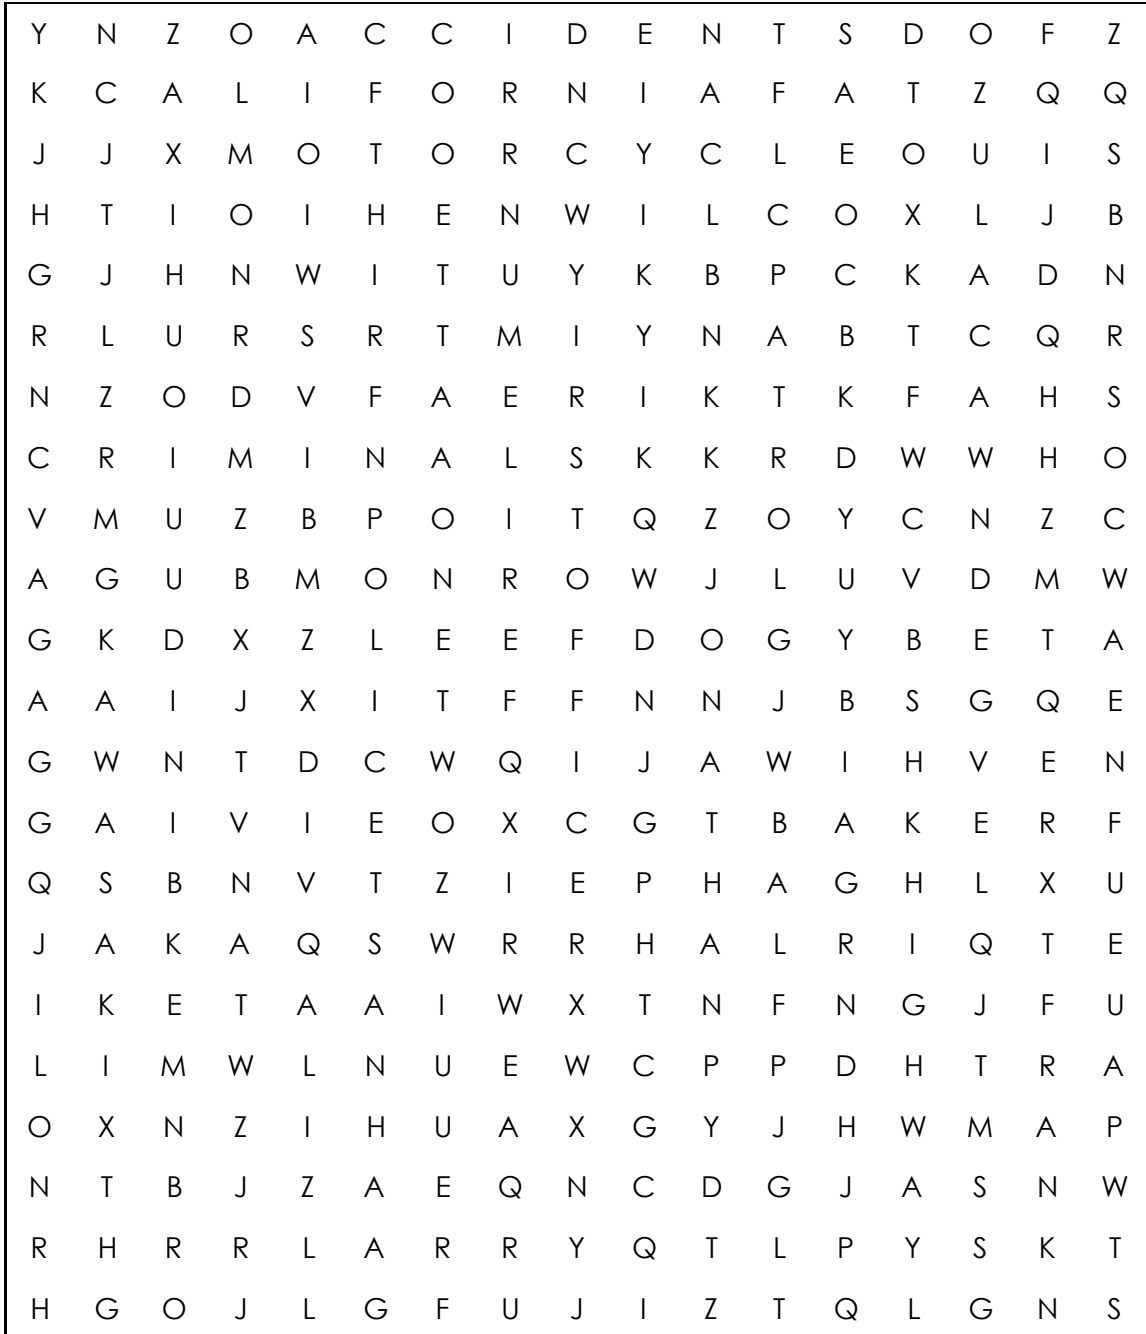 Y N Z O A C C I D E N T S D O F Z
K C A L I F O R N I A F A T Z Q Q
J J X M O T O R C Y C L E O U I S
H T I O I H E N W I L C O X L J B
G J H N W I T U Y K B P C K A D N
R L U R S R T M I Y N A B T C Q R
N Z O D V F A E R I K T K F A H S
C R I M I N A L S K K R D W W H O
V M U Z B P O I T Q Z O Y C N Z C
A G U B M O N R O W J L U V D M W
G K D X Z L E E F D O G Y B E T A
A A I J X I T F F N N J B S G Q E
G W N T D C W Q I J A W I H V E N
G A I V I E O X C G T B A K E R F
Q S B N V T Z I E P H A G H L X U
J A K A Q S W R R H A L R I Q T E
I K E T A A I W X T N F N G J F U
L I M W L N U E W C P P D H T R A
O X N Z I H U A X G Y J H W M A P
N T B J Z A E Q N C D G J A S N W
R H R R L A R R Y Q T L P Y S K T
H G O J L G F U J I Z T Q L G N S